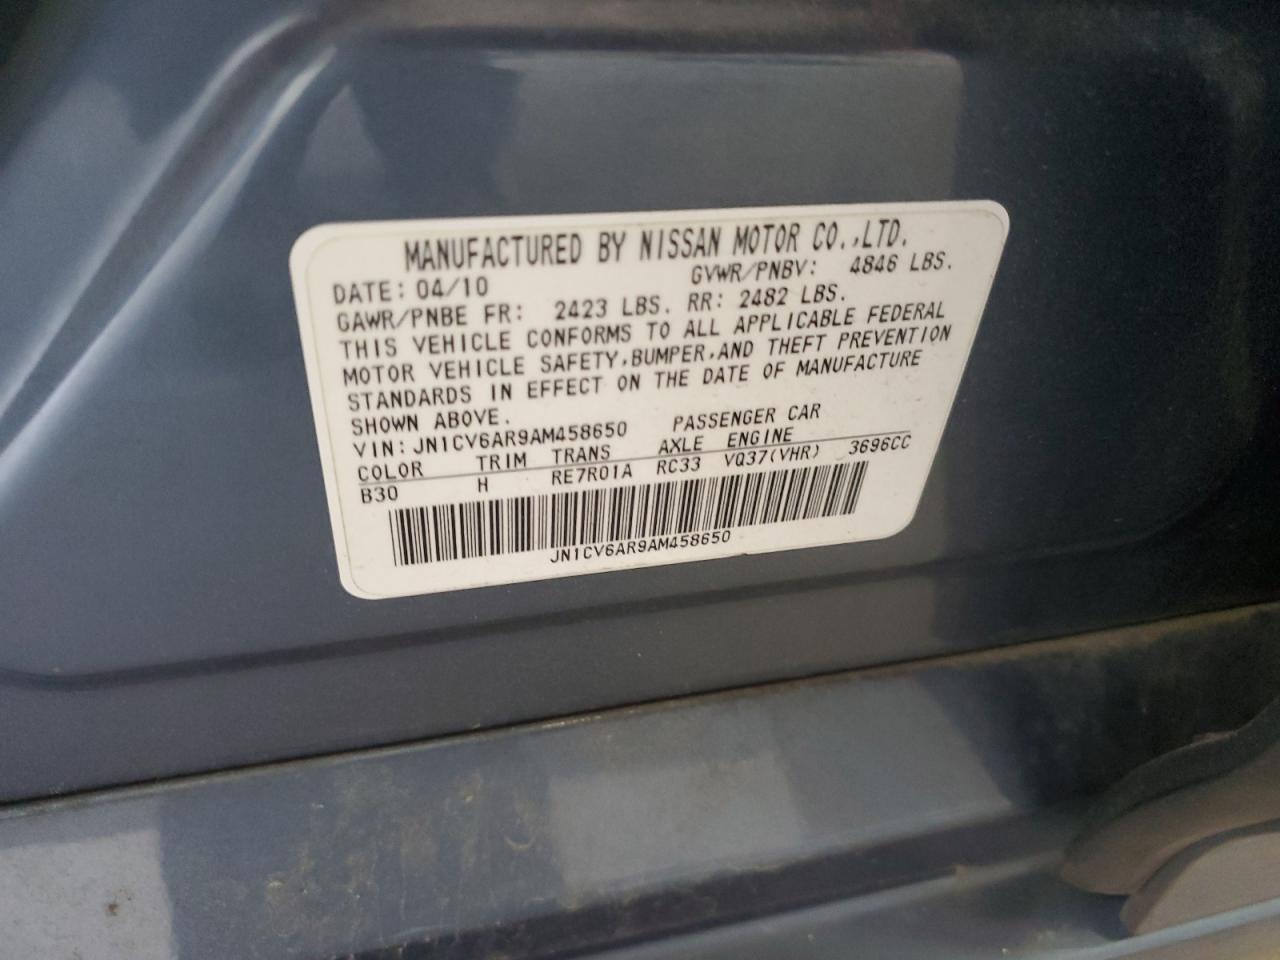 MANUFACTURED BY NISSAN MOTOR CO.,LTD.
DATE: 04/10 GVWR/PNBV: 4846 LBS.
GAWR/PNBE FR: 2423 LBS. RR: 2482 LBS.
THIS VEHICLE CONFORMS TO ALL APPLICABLE FEDERAL
MOTOR VEHICLE SAFETY,BUMPER,AND THEFT PREVENTION
STANDARDS IN EFFECT ON THE DATE OF MANUFACTURE
SHOWN ABOVE.
VIN:JN1CV6AR9AM458650 PASSENGER CAR
COLOR TRIM TRANS AXLE ENGINE
B30 H RE7R01A RC33 VQ37(VHR) 3696CC
JN1CV6AR9AM458650